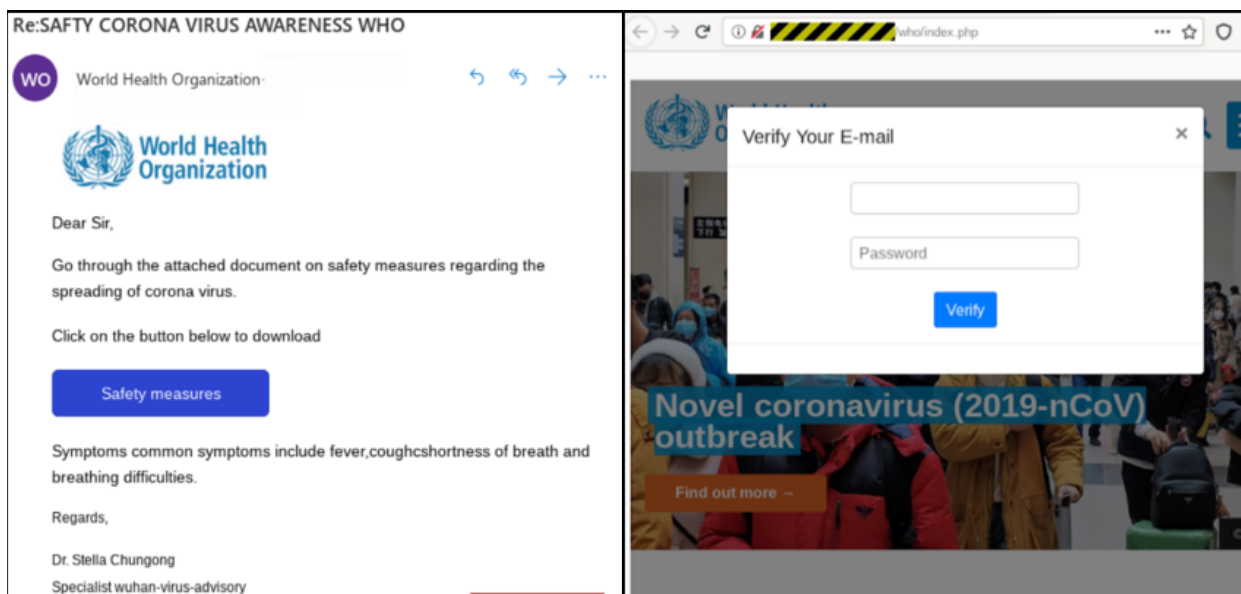 Re:SAFTY CORONA VIRUS AWARENESS WHO
WO
World Health Organization
World Health
Organization
Dear Sir,
Go through the attached document on safety measures regarding the
spreading of corona virus.
Click on the button below to download
Safety measures
Symptoms common symptoms include fever,coughcshortness of breath and
breathing difficulties.
Regards,
Dr. Stella Chungong
Specialist wuhan-virus-advisory
/who/index.php
Verify Your E-mail
Password
Verify
Novel coronavirus (2019-nCoV)
outbreak
Find out more →